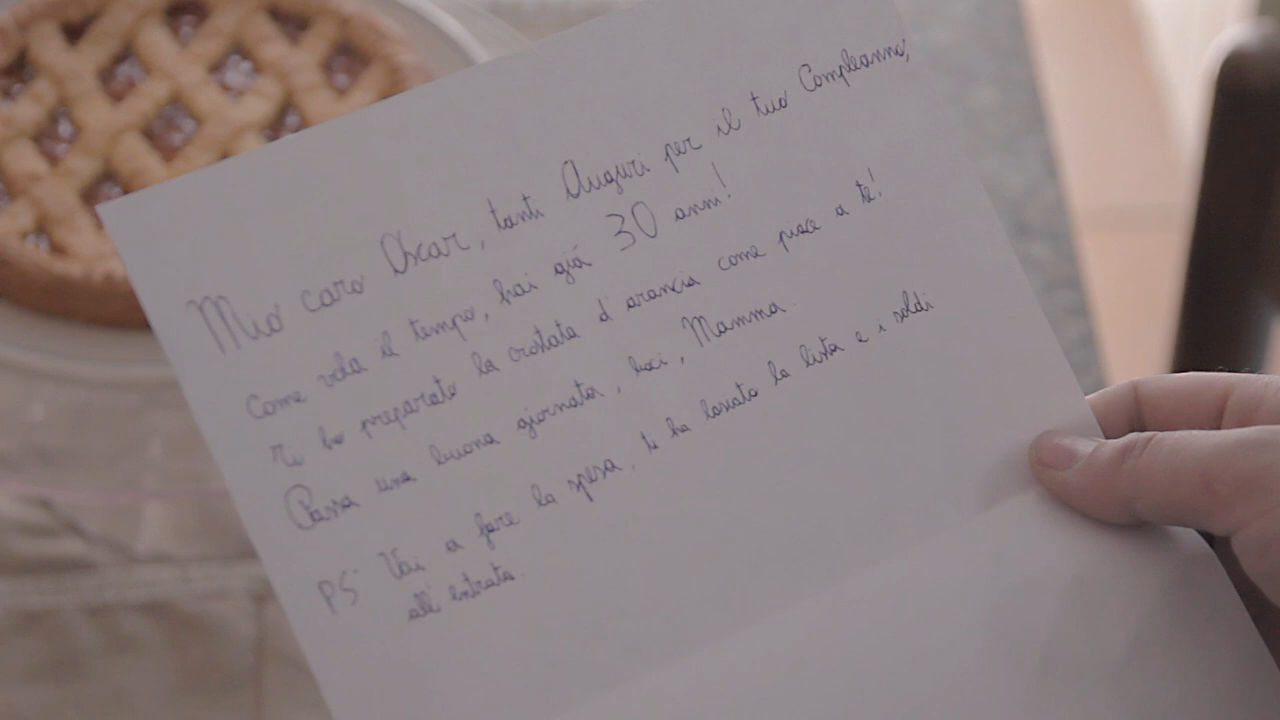 Mio caro Oscar, tanti Auguri per il tuo Compleanno,
come vola il tempo, hai già 30 anni!
Ti ho preparato la crostata d'arancia come piace a te!
Passa una buona giornata, baci, Mamma.
PS Vai a fare la spesa, ti ho lasciato la lista e i soldi
all'entrata.